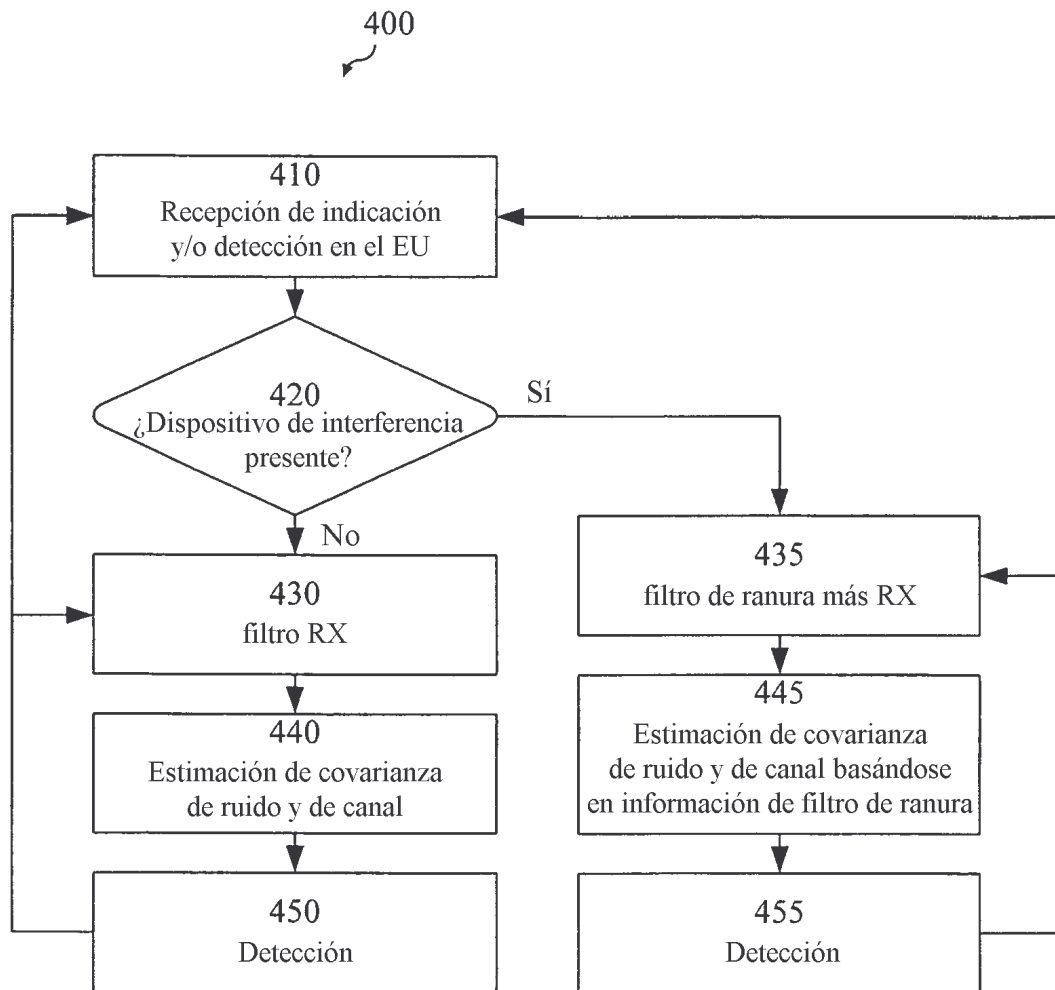 400
410
Recepción de indicación
y/o detección en el EU
420
¿Dispositivo de interferencia
presente?
Sí
No
430
filtro RX
435
filtro de ranura más RX
440
Estimación de covarianza
de ruido y de canal
445
Estimación de covarianza
de ruido y de canal basándose
en información de filtro de ranura
450
Detección
455
Detección